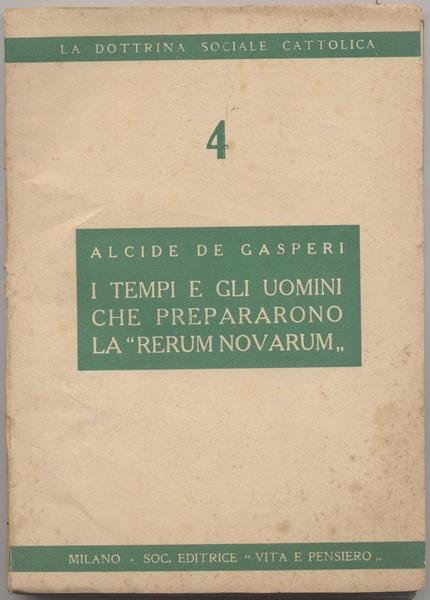 LA DOTTRINA SOCIALE CATTOLICA
4
ALCIDE DE GASPERI
I TEMPI E GLI UOMINI
CHE PREPARARONO
LA “RERUM NOVARUM„
MILANO - SOC. EDITRICE “VITA E PENSIERO„